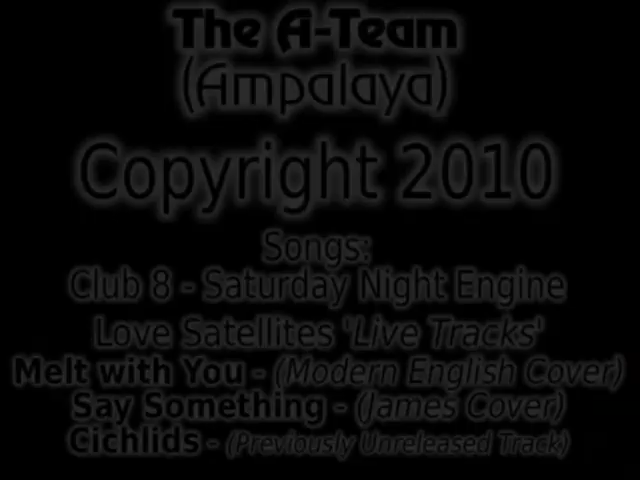 The A-Team
(Ampalaya)
Copyright 2010
Songs:
Club 8 - Saturday Night Engine
Love Satellites 'Live Tracks'
Melt with You - (Modern English Cover)
Say Something - (James Cover)
Cichlids - (Previously Unreleased Track)